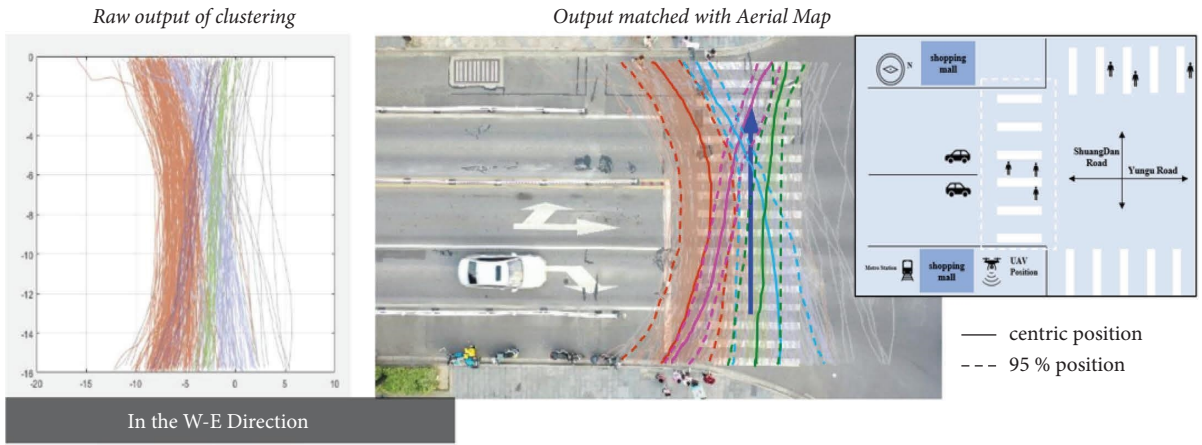 Raw output of clustering
Output matched with Aerial Map
0
-2
-4
-6
-8
-10
-12
-14
-16
-20
-15
-10
-5
0
5
10
In the W-E Direction
N
shopping
mall
ShuangDan
Road
Yungu Road
Metro Station
shopping
mall
UAV
Position
centric position
95 % position